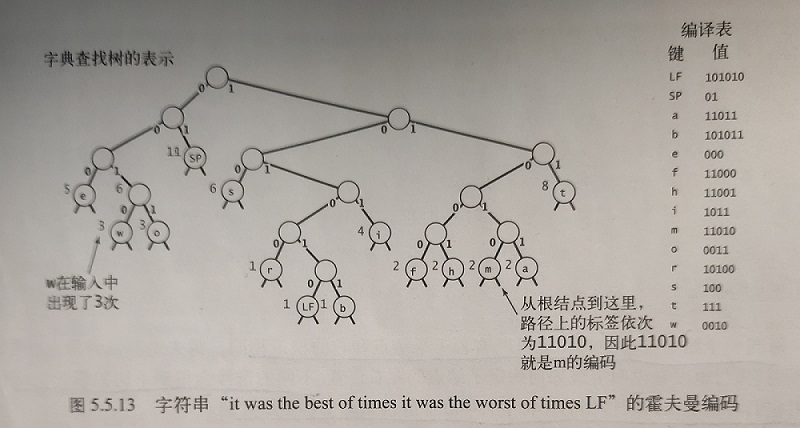 字典查找树的表示
编译表
键 值
LF 101010
SP 01
a 11011
b 101011
e 000
f 11000
h 11001
i 1011
m 11010
o 0011
r 10100
s 100
t 111
w 0010
0 1
0 1 0 1
0 1 11 SP 0 1 0 1
5 e 6 6 s 0 1 0 1 8 t
0 1
3 w 3 o 0 1 4 i 0 1 0 1
1 r 0 1 2 f 2 h 2 m 2 a
1 LF 1 b
w在输入中
出现了3次
从根结点到这里,
路径上的标签依次
为11010,因此11010
就是m的编码
图 5.5.13 字符串“it was the best of times it was the worst of times LF”的霍夫曼编码